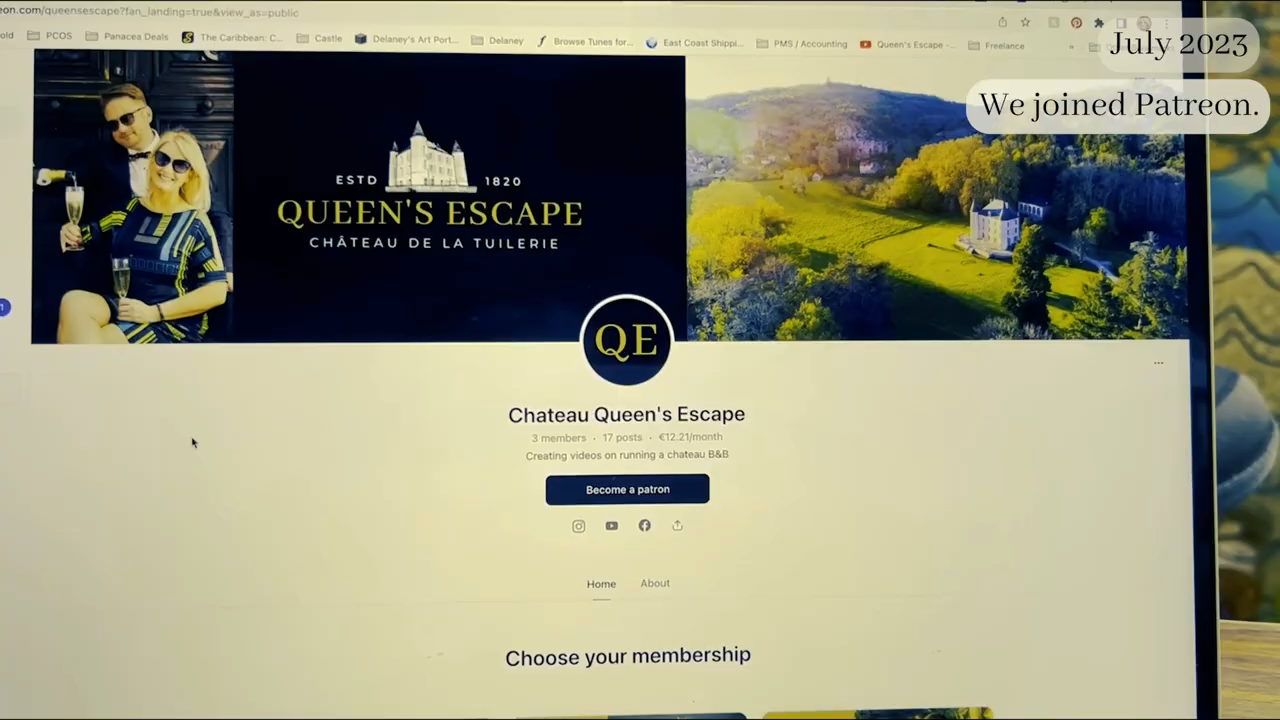 eon.com/queensescape?fan_landing=true&view_as=public
old
PCOS
Panacea Deals
The Caribbean: C...
Castle
Delaney's Art Port...
Delaney
Browse Tunes for...
East Coast Shippi...
PMS / Accounting
Queen's Escape -...
Freelance
»
July 2023
We joined Patreon.
ESTD 1820
QUEEN'S ESCAPE
CHÂTEAU DE LA TUILERIE
1
QE
...
Chateau Queen's Escape
3 members · 17 posts · €12.21/month
Creating videos on running a chateau B&B
Become a patron
Home About
Choose your membership